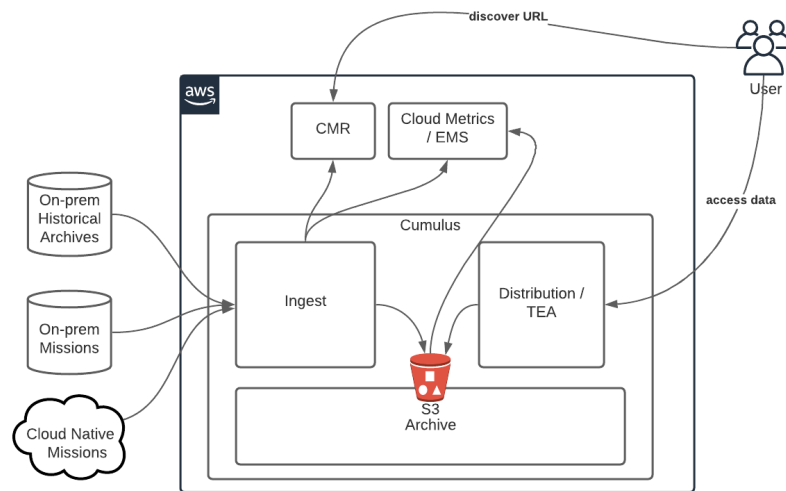 discover URL
aws
User
CMR
Cloud Metrics
/ EMS
On-prem
Historical
Archives
access data
Cumulus
Ingest
Distribution /
TEA
On-prem
Missions
S3
Archive
Cloud Native
Missions